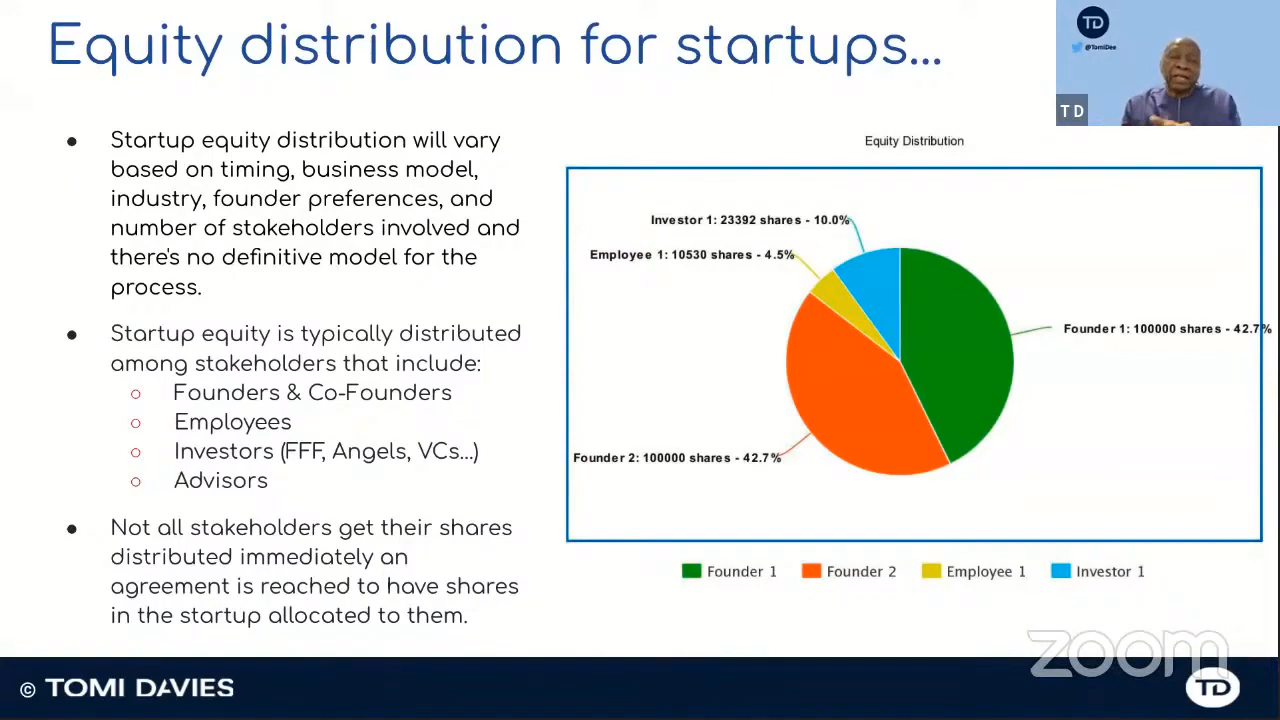 Equity distribution for startups...
TD
@TomiDee
T D
● Startup equity distribution will vary
based on timing, business model,
industry, founder preferences, and
number of stakeholders involved and
there's no definitive model for the
process.
● Startup equity is typically distributed
among stakeholders that include:
○ Founders & Co-Founders
○ Employees
○ Investors (FFF, Angels, VCs...)
○ Advisors
● Not all stakeholders get their shares
distributed immediately an
agreement is reached to have shares
in the startup allocated to them.
Equity Distribution
Investor 1: 23392 shares - 10.0%
Employee 1: 10530 shares - 4.5%
Founder 1: 100000 shares - 42.7%
Founder 2: 100000 shares - 42.7%
Founder 1 Founder 2 Employee 1 Investor 1
zoom
© TOMI DAVIES
TD